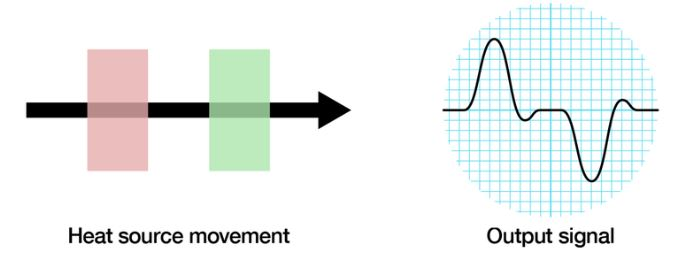 Heat source movement
Output signal